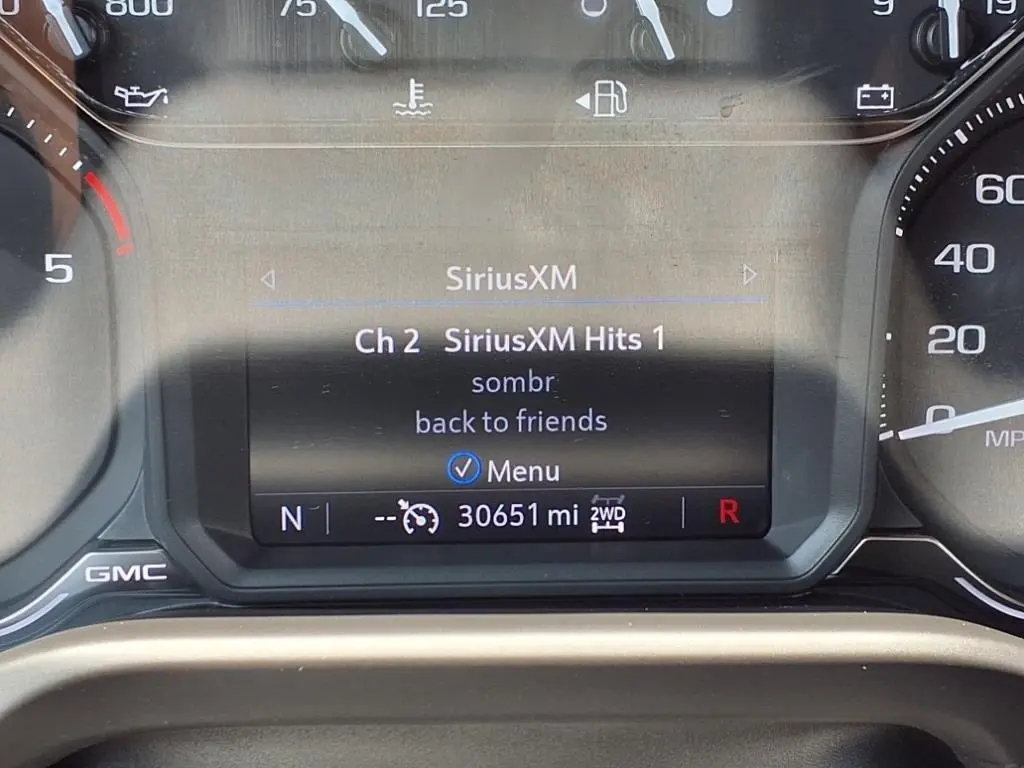 800
75
125
9
19
5
60
40
20
0
SiriusXM
Ch 2 SiriusXM Hits 1
sombr
back to friends
Menu
N -- 30651 mi 2WD R
GMC